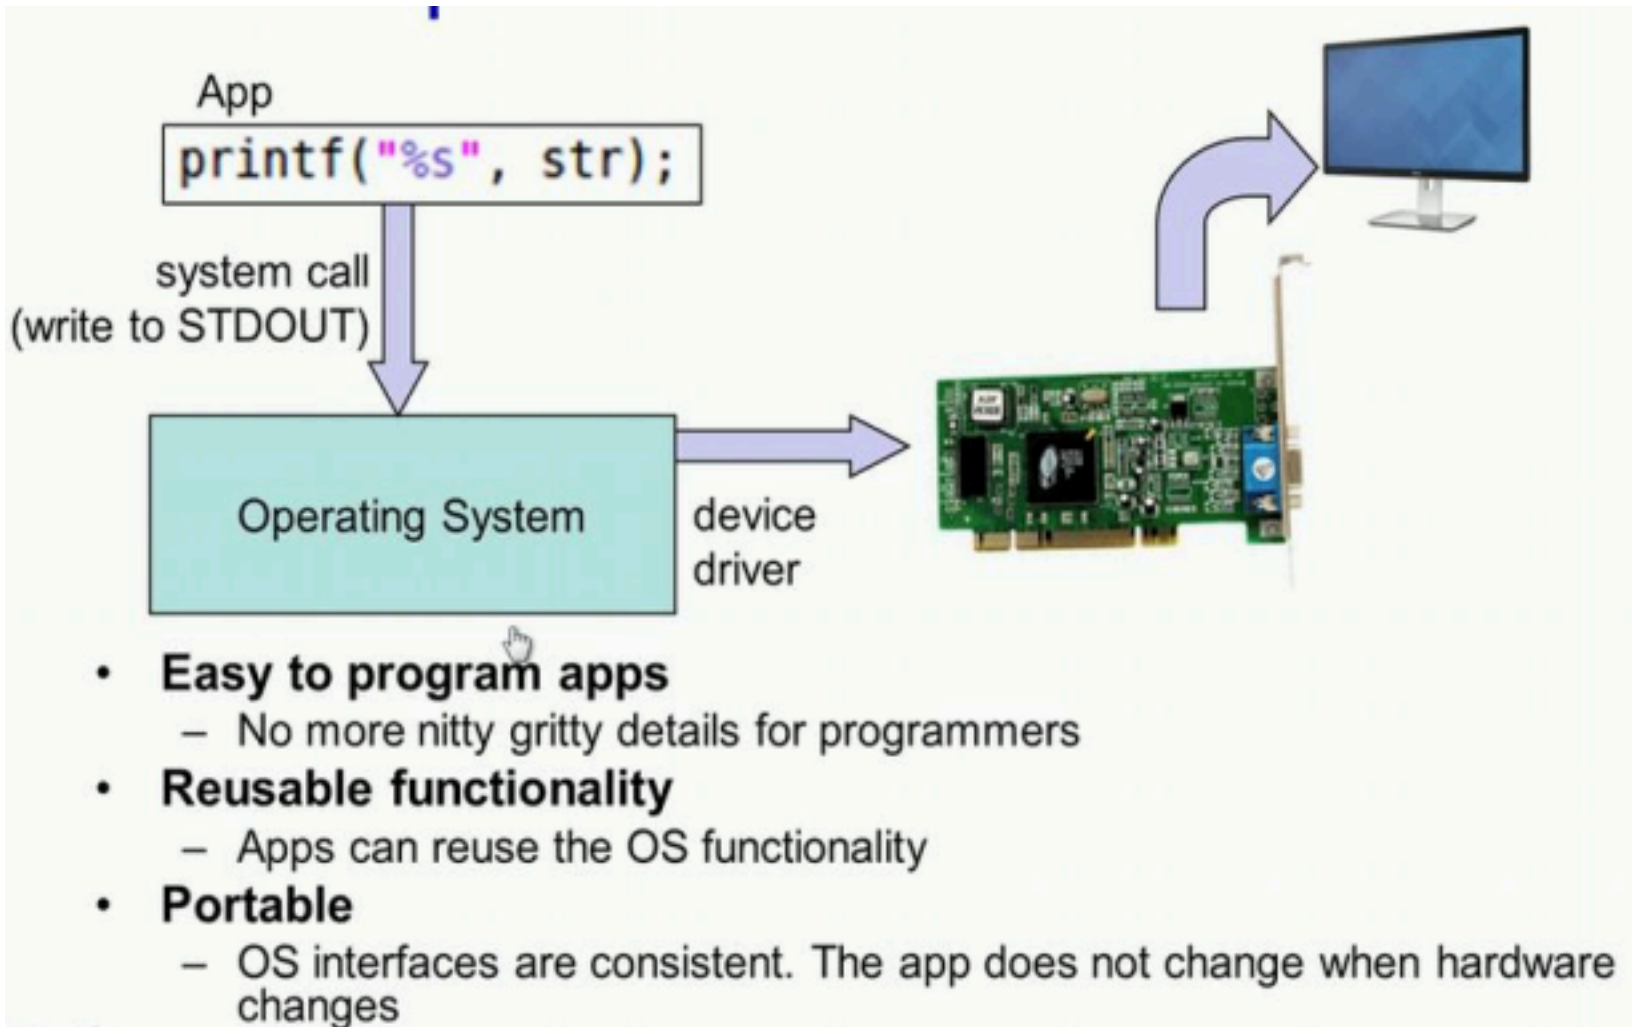 App
printf("%s", str);
system call
(write to STDOUT)
Operating System
device
driver
• Easy to program apps
– No more nitty gritty details for programmers
• Reusable functionality
– Apps can reuse the OS functionality
• Portable
– OS interfaces are consistent. The app does not change when hardware
changes